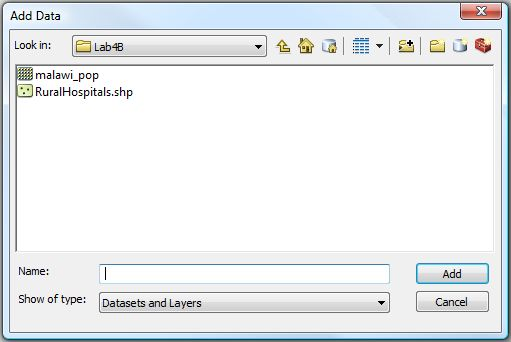 Add Data
Look in: Lab4B
malawi_pop
RuralHospitals.shp
Name: Add
Show of type: Datasets and Layers Cancel